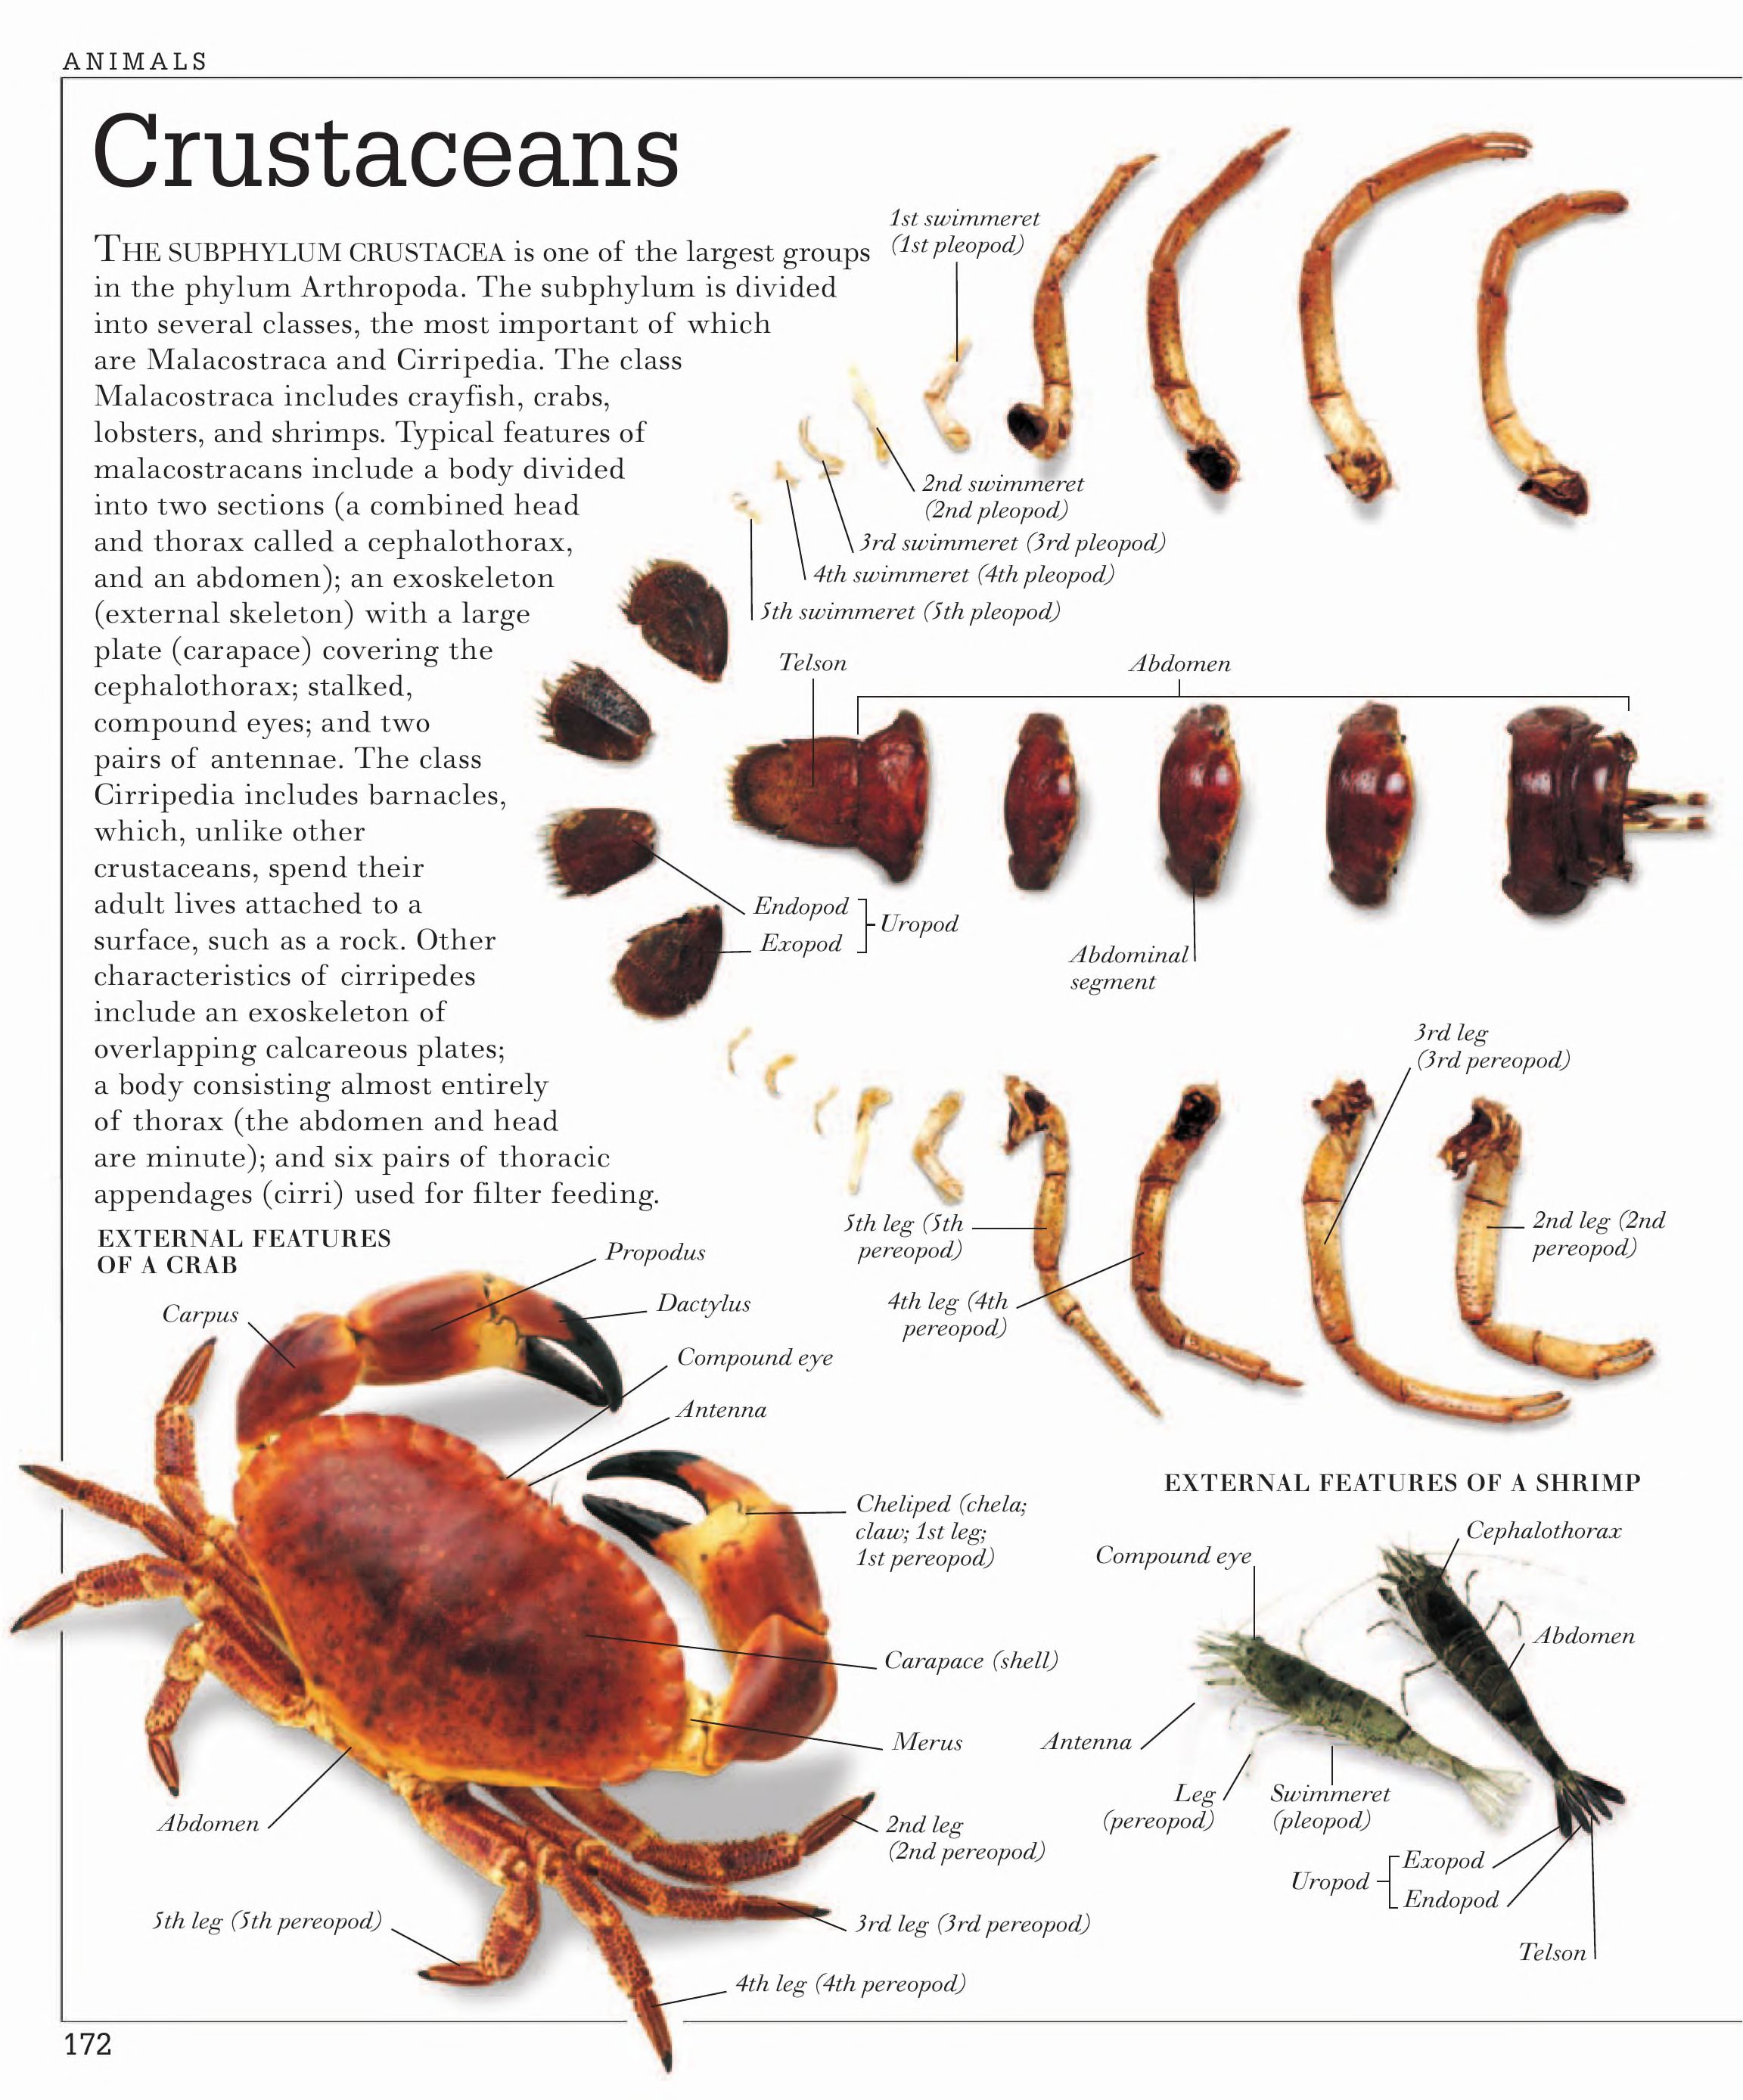 ANIMALS
Crustaceans
THE SUBPHYLUM CRUSTACEA is one of the largest groups
in the phylum Arthropoda. The subphylum is divided
into several classes, the most important of which
are Malacostraca and Cirripedia. The class
Malacostraca includes crayfish, crabs,
lobsters, and shrimps. Typical features of
malacostracans include a body divided
into two sections (a combined head
and thorax called a cephalothorax,
and an abdomen); an exoskeleton
(external skeleton) with a large
plate (carapace) covering the
cephalothorax; stalked,
compound eyes; and two
pairs of antennae. The class
Cirripedia includes barnacles,
which, unlike other
crustaceans, spend their
adult lives attached to a
surface, such as a rock. Other
characteristics of cirripedes
include an exoskeleton of
overlapping calcareous plates;
a body consisting almost entirely
of thorax (the abdomen and head
are minute); and six pairs of thoracic
appendages (cirri) used for filter feeding.
1st swimmeret
(1st pleopod)
2nd swimmeret
(2nd pleopod)
3rd swimmeret (3rd pleopod)
4th swimmeret (4th pleopod)
5th swimmeret (5th pleopod)
Telson
Abdomen
Endopod
Exopod
Uropod
Abdominal
segment
3rd leg
(3rd pereopod)
5th leg (5th
pereopod)
2nd leg (2nd
pereopod)
4th leg (4th
pereopod)
EXTERNAL FEATURES
OF A CRAB
Propodus
Carpus
Dactylus
Compound eye
Antenna
Cheliped (chela;
claw; 1st leg;
1st pereopod)
Carapace (shell)
Merus
Abdomen
2nd leg
(2nd pereopod)
5th leg (5th pereopod)
3rd leg (3rd pereopod)
4th leg (4th pereopod)
EXTERNAL FEATURES OF A SHRIMP
Cephalothorax
Compound eye
Abdomen
Antenna
Leg
(pereopod)
Swimmeret
(pleopod)
Uropod
Exopod
Endopod
Telson
172